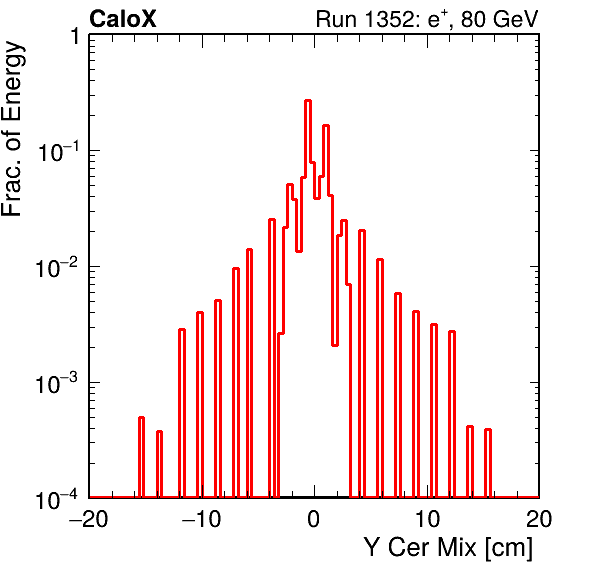 CaloX Run 1352: e⁺, 80 GeV
Frac. of Energy
1
10⁻¹
10⁻²
10⁻³
10⁻⁴
−20 −10 0 10 20
Y Cer Mix [cm]